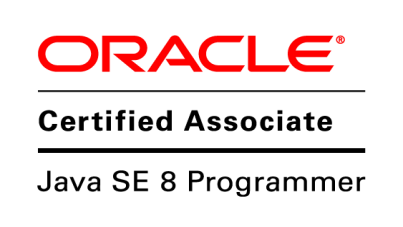 ORACLE®
Certified Associate
Java SE 8 Programmer